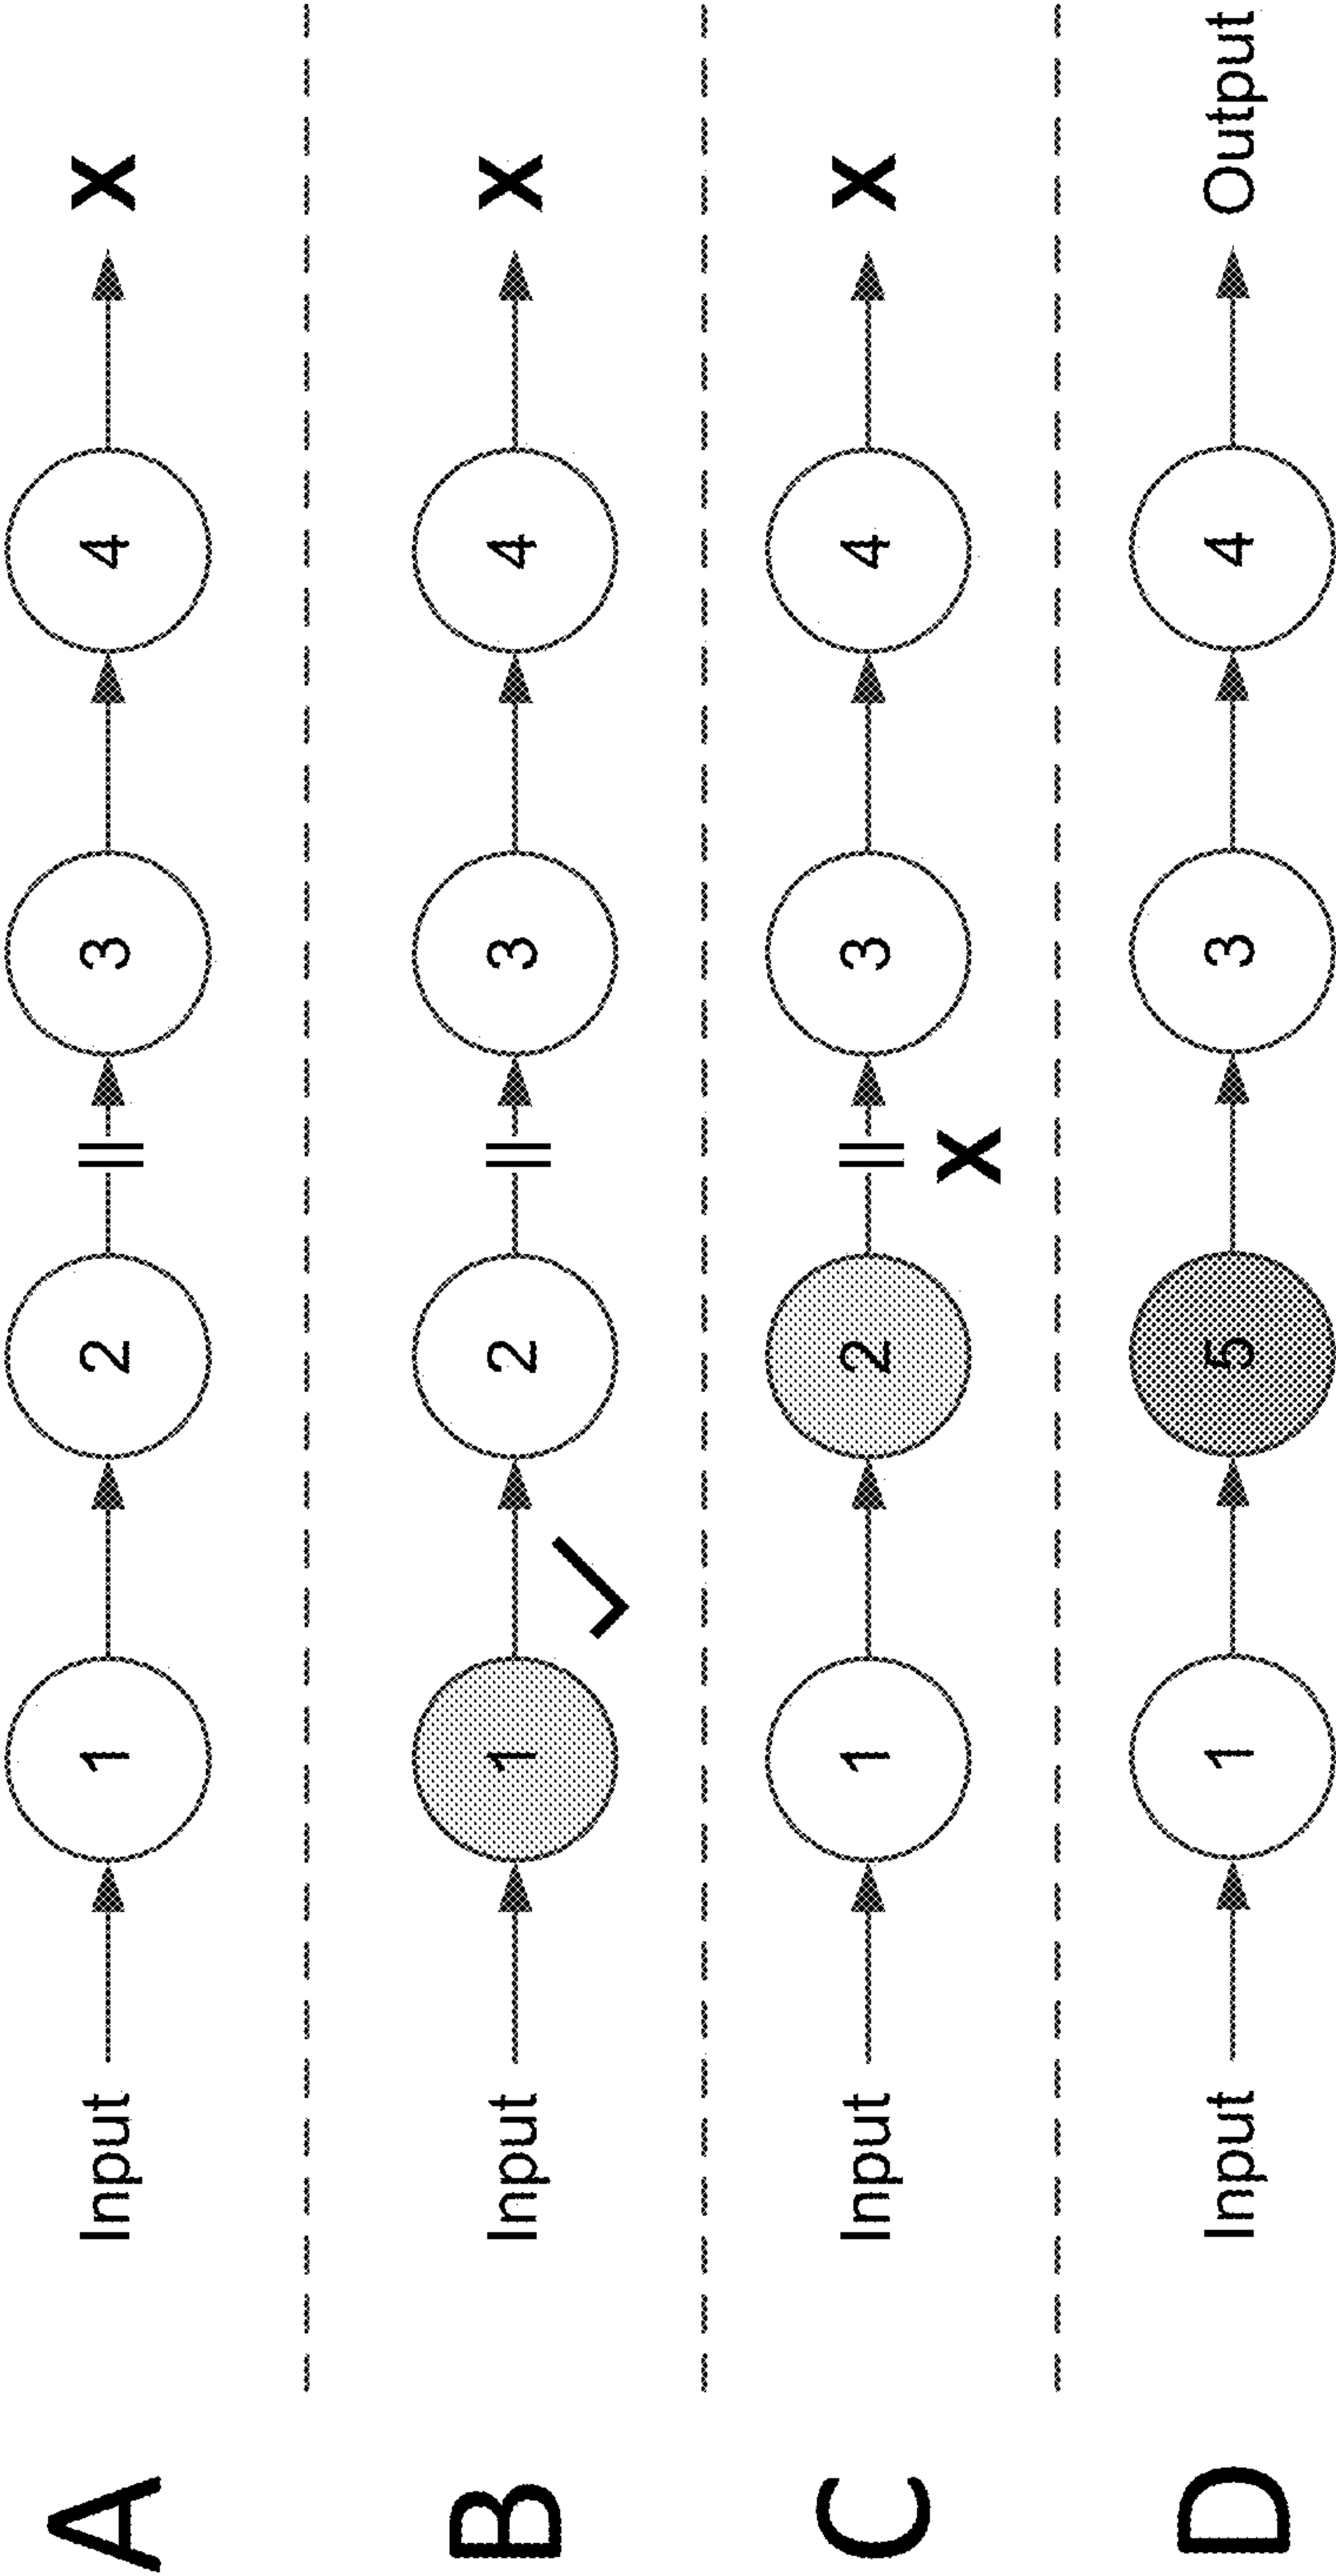 A Input 1 2 3 4 X
B Input 1 ✓ 2 3 4 X
C Input 1 2 X 3 4 X
D Input 1 5 3 4 Output